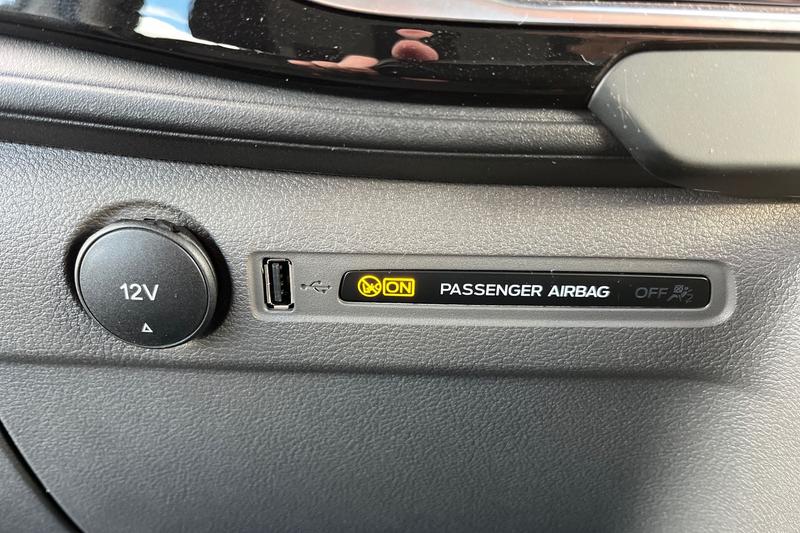 12V
ON PASSENGER AIRBAG OFF